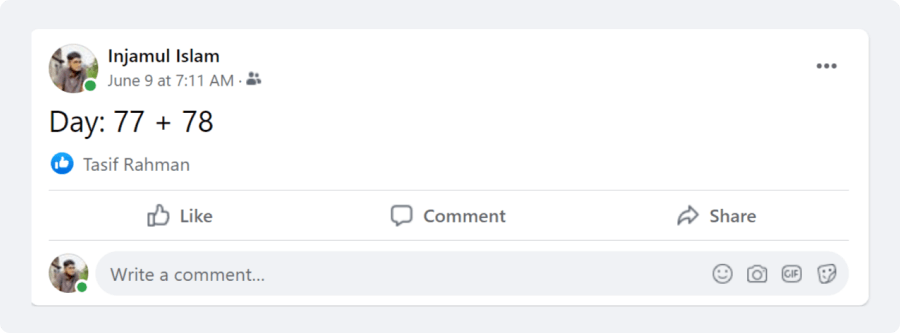 Injamul Islam
June 9 at 7:11 AM ·
Day: 77 + 78
Tasif Rahman
Like
Comment
Share
Write a comment...
GIF